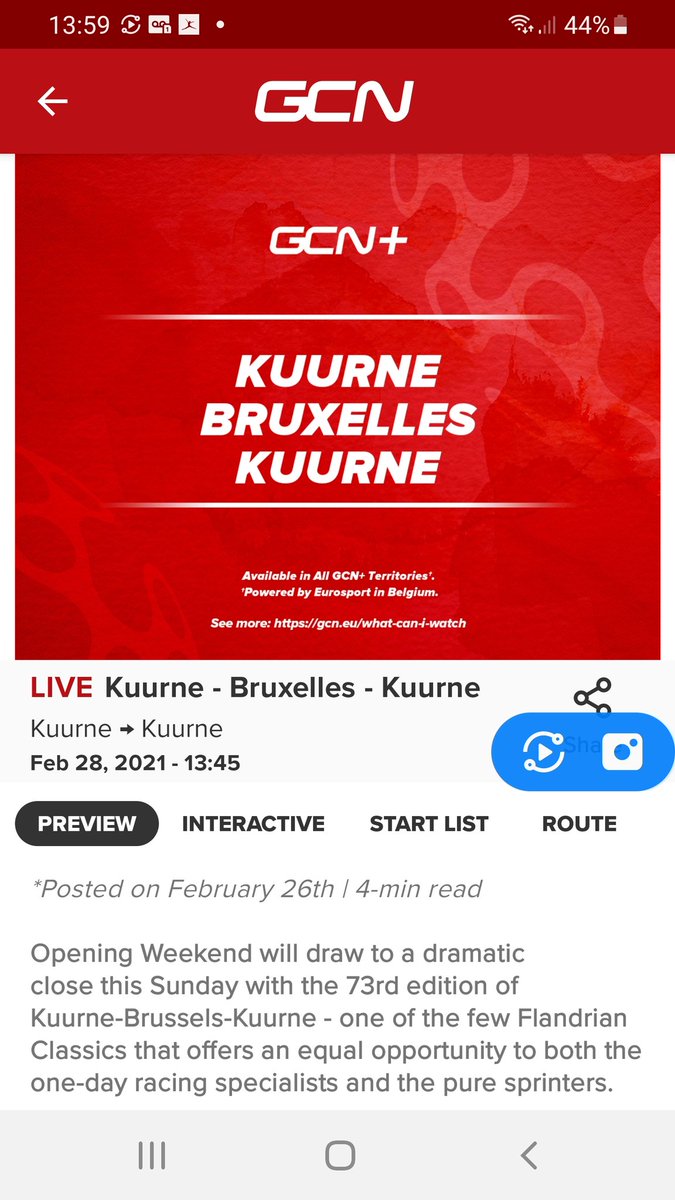 13:59
44%
GCN
GCN+
KUURNE
BRUXELLES
KUURNE
Available in All GCN+ Territories†.
†Powered by Eurosport in Belgium.
See more: https://gcn.eu/what-can-i-watch
LIVE Kuurne - Bruxelles - Kuurne
Kuurne → Kuurne
Feb 28, 2021 - 13:45
Share
PREVIEW INTERACTIVE START LIST ROUTE
*Posted on February 26th | 4-min read
Opening Weekend will draw to a dramatic
close this Sunday with the 73rd edition of
Kuurne-Brussels-Kuurne - one of the few Flandrian
Classics that offers an equal opportunity to both the
one-day racing specialists and the pure sprinters.